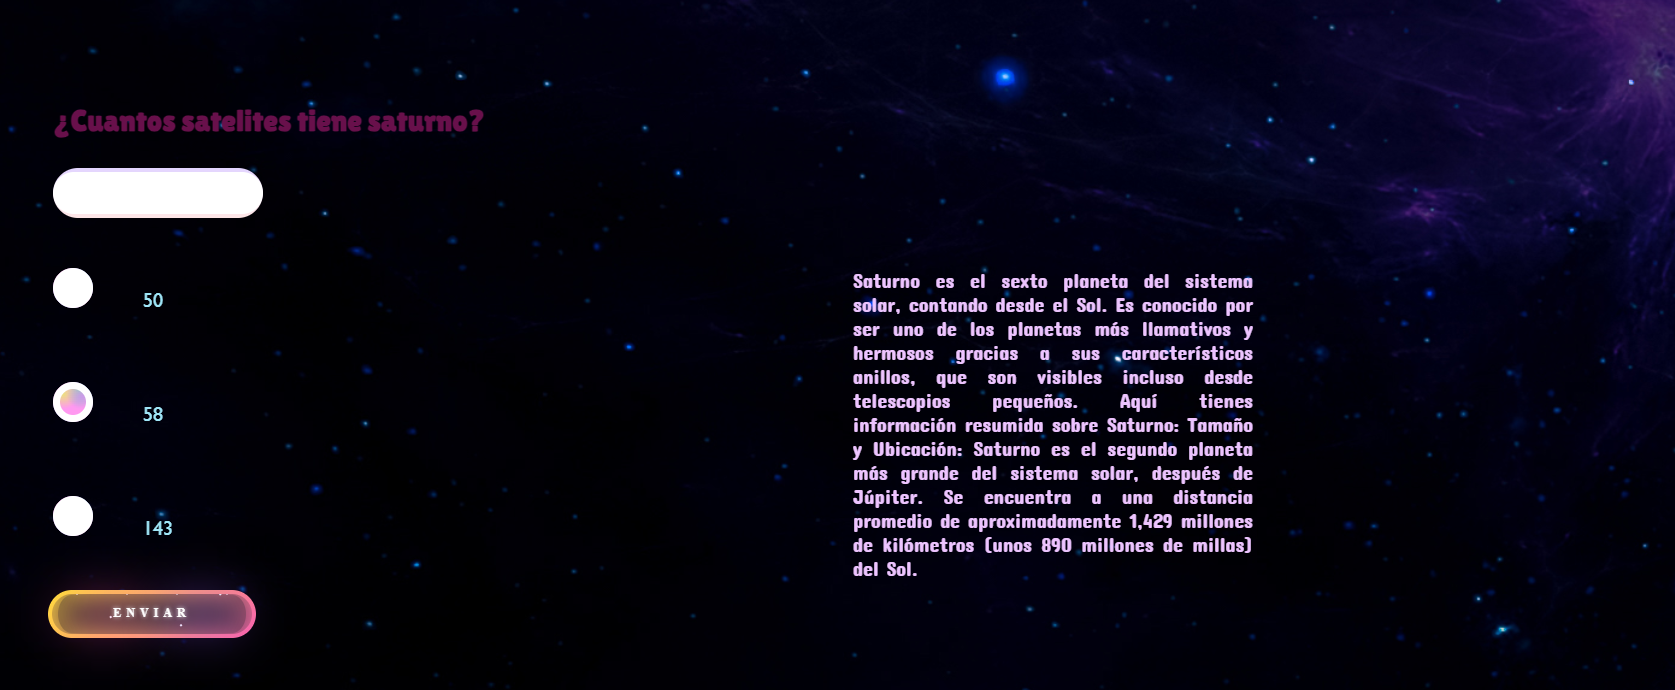 ¿Cuantos satelites tiene saturno?
50
58
143
ENVIAR
Saturno es el sexto planeta del sistema
solar, contando desde el Sol. Es conocido por
ser uno de los planetas más llamativos y
hermosos gracias a sus característicos
anillos, que son visibles incluso desde
telescopios pequeños. Aquí tienes
información resumida sobre Saturno: Tamaño
y Ubicación: Saturno es el segundo planeta
más grande del sistema solar, después de
Júpiter. Se encuentra a una distancia
promedio de aproximadamente 1,429 millones
de kilómetros (unos 890 millones de millas)
del Sol.